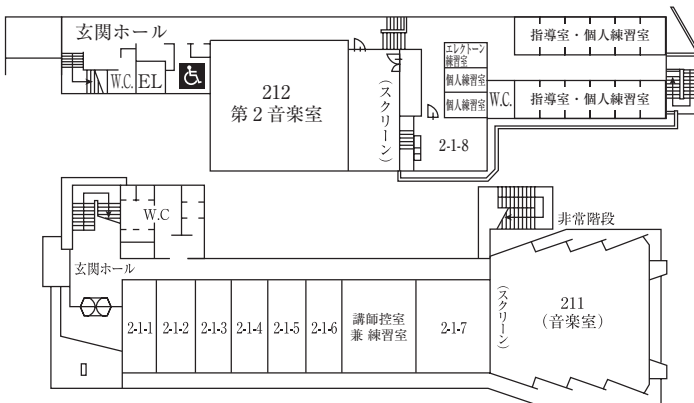 玄関ホール
W.C.
EL
212
第2音楽室
(スクリーン)
エレクトーン
練習室
個人練習室
個人練習室
W.C.
2-1-8
指導室・個人練習室
指導室・個人練習室
W.C
玄関ホール
非常階段
2-1-1
2-1-2
2-1-3
2-1-4
2-1-5
2-1-6
講師控室
兼 練習室
2-1-7
(スクリーン)
211
(音楽室)